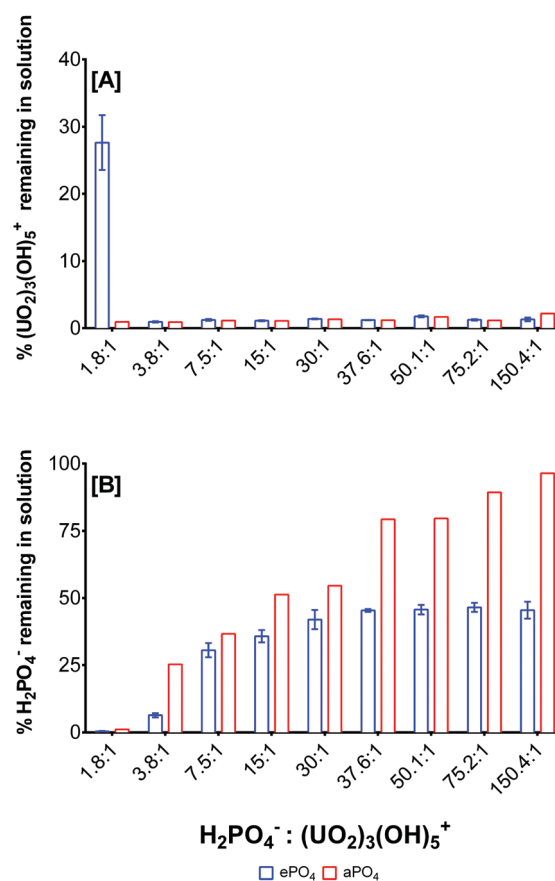 [A]
% (UO₂)₃(OH)₅⁺ remaining in solution
40
30
20
10
0
1.8:1 3.8:1 7.5:1 15:1 30:1 37.6:1 50.1:1 75.2:1 150.4:1
[B]
% H₂PO₄⁻ remaining in solution
100
75
50
25
0
1.8:1 3.8:1 7.5:1 15:1 30:1 37.6:1 50.1:1 75.2:1 150.4:1
H₂PO₄⁻ : (UO₂)₃(OH)₅⁺
ePO₄ aPO₄